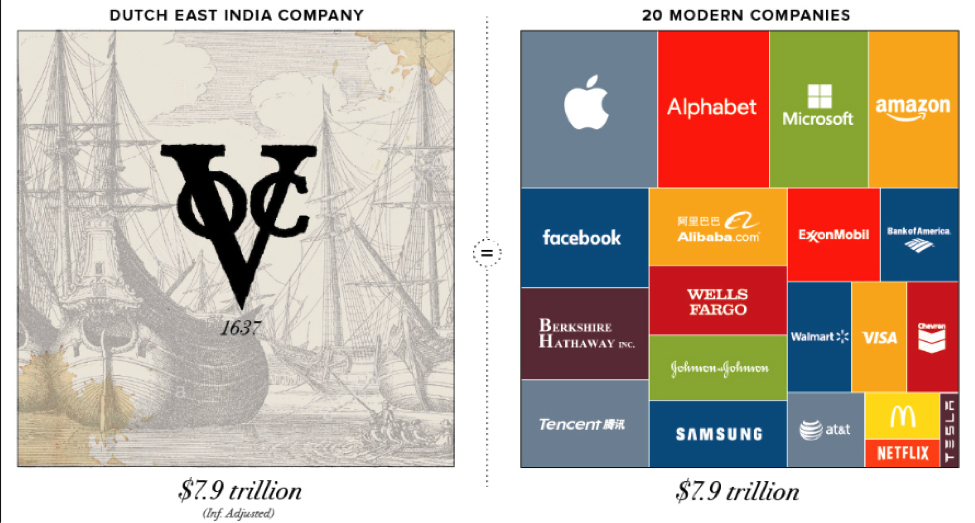 DUTCH EAST INDIA COMPANY
VOC
1637
$7.9 trillion
(Inf. Adjusted)
=
20 MODERN COMPANIES
Alphabet
Microsoft
amazon
facebook
阿里巴巴
Alibaba.com
ExxonMobil
Bank of America
BERKSHIRE
HATHAWAY INC.
WELLS
FARGO
Walmart
VISA
Chevron
Johnson & Johnson
Tencent 腾讯
SAMSUNG
at&t
M
NETFLIX
TESLA
$7.9 trillion